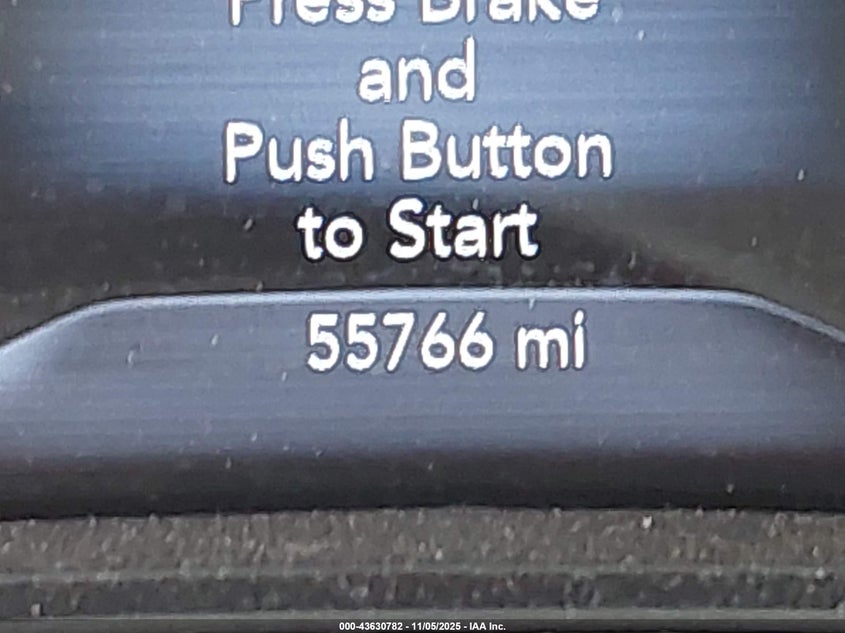 Press Brake
and
Push Button
to Start
55766 mi
000-43630782 - 11/05/2025 - IAA Inc.